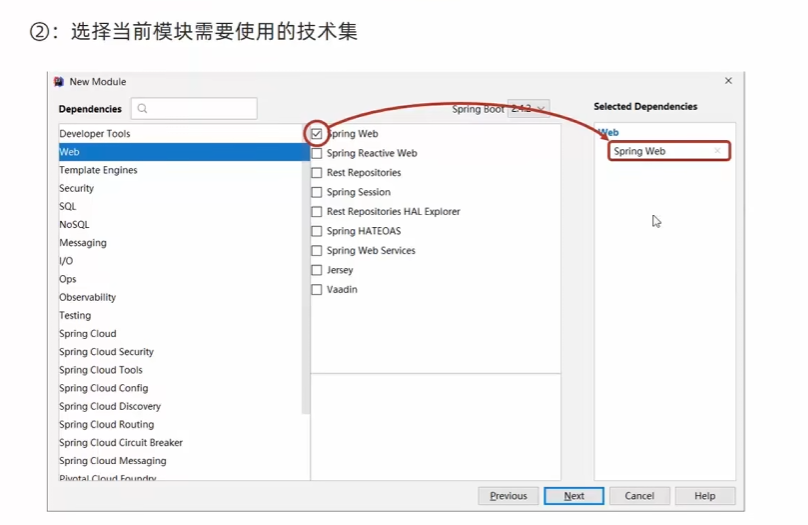 ②：选择当前模块需要使用的技术集
New Module
Dependencies
Spring Boot 2.4.2
Selected Dependencies
Developer Tools
Web
Template Engines
Security
SQL
NoSQL
Messaging
I/O
Ops
Observability
Testing
Spring Cloud
Spring Cloud Security
Spring Cloud Tools
Spring Cloud Config
Spring Cloud Discovery
Spring Cloud Routing
Spring Cloud Circuit Breaker
Spring Cloud Messaging
Pivotal Cloud Foundry
Spring Web
Spring Reactive Web
Rest Repositories
Spring Session
Rest Repositories HAL Explorer
Spring HATEOAS
Spring Web Services
Jersey
Vaadin
Web
Spring Web
Previous
Next
Cancel
Help